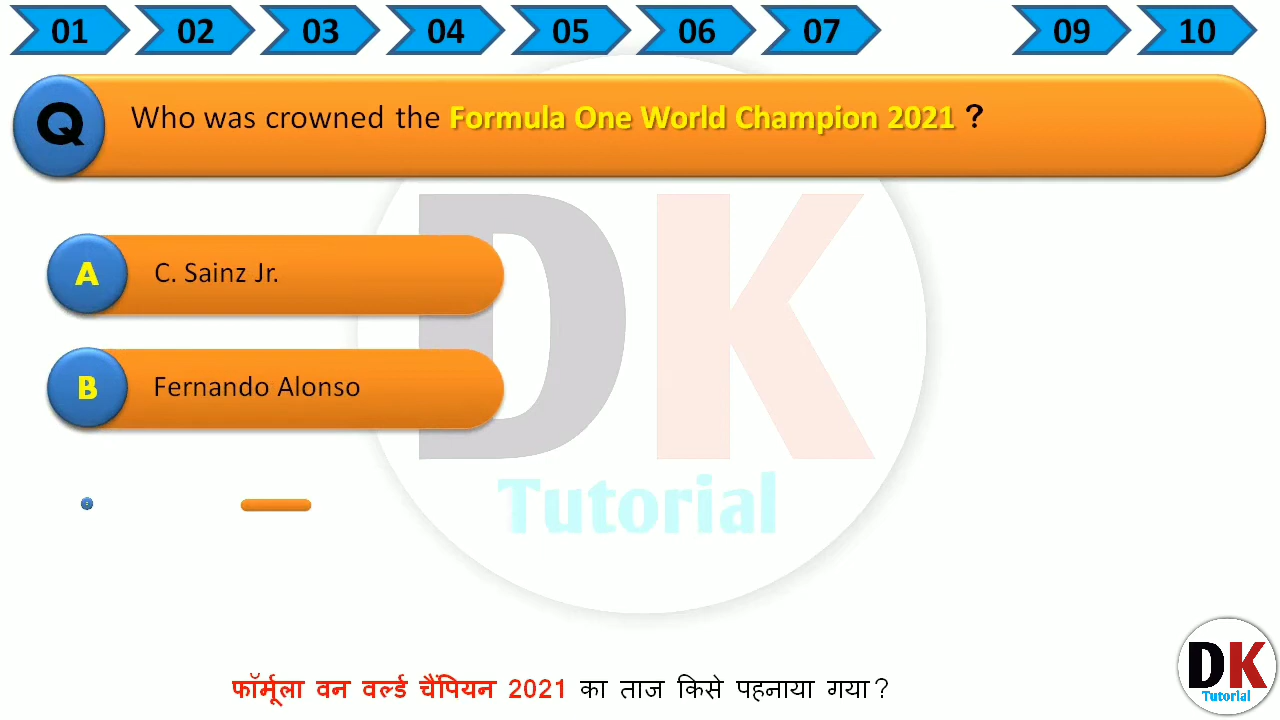 01 02 03 04 05 06 07 09 10
Q Who was crowned the Formula One World Champion 2021 ?
A C. Sainz Jr.
B Fernando Alonso
DK
Tutorial
फॉर्मूला वन वर्ल्ड चैंपियन 2021 का ताज किसे पहनाया गया?
DK
Tutorial